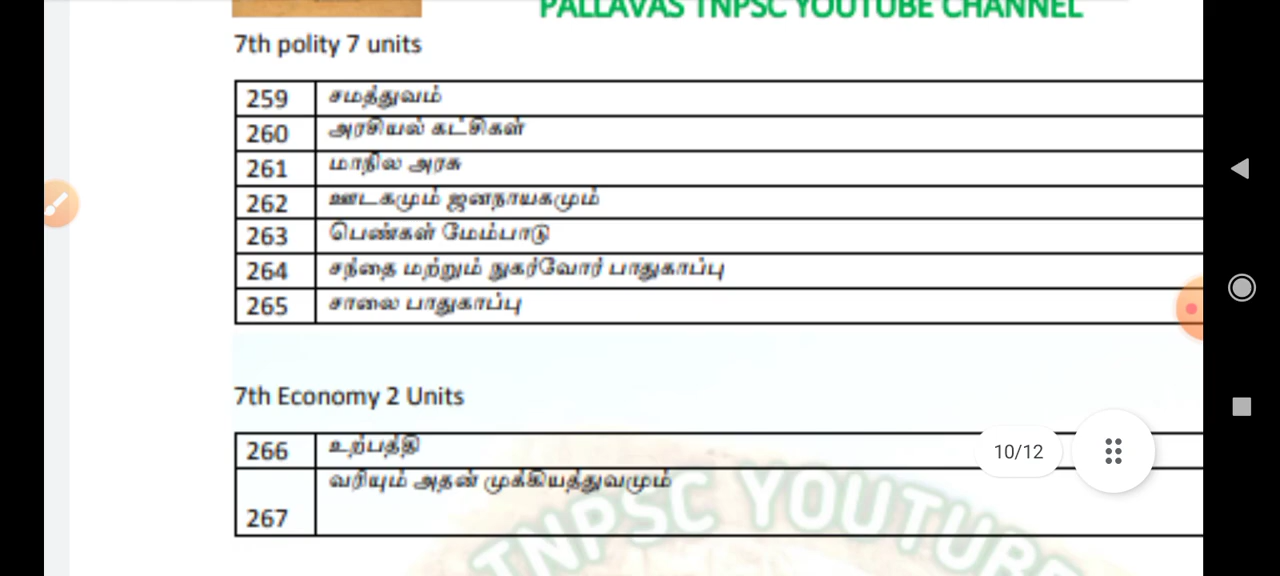 PALLAVAS TNPSC YOUTUBE CHANNEL
7th polity 7 units
259 சமத்துவம்
260 அரசியல் கட்சிகள்
261 மாநில அரசு
262 ஊடகமும் ஜனநாயகமும்
263 பெண்கள் மேம்பாடு
264 சந்தை மற்றும் நுகர்வோர் பாதுகாப்பு
265 சாலை பாதுகாப்பு
7th Economy 2 Units
266 உற்பத்தி
10/12
267 வரியும் அதன் முக்கியத்துவமும்
TNPSC YOUTUBE